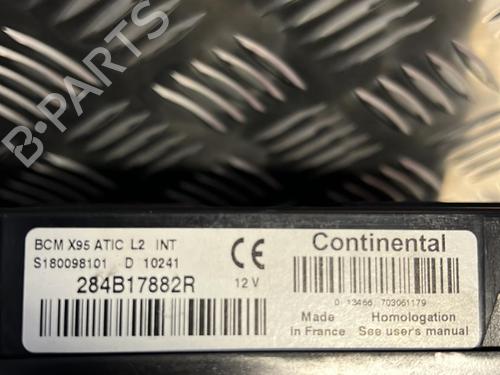 B-PARTS
BCM X95 ATIC L2 INT
S180098101 D 10241
284B17882R
CE
12 V
Continental
0 13466 703061179
Made in France
Homologation See user's manual